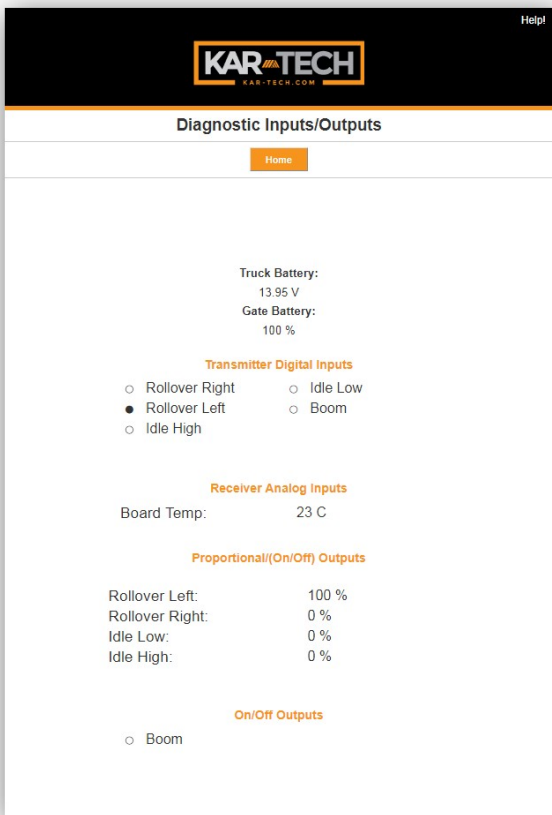 Help!
KAR-TECH
KAR-TECH.COM
Diagnostic Inputs/Outputs
Home
Truck Battery:
13.95 V
Gate Battery:
100 %
Transmitter Digital Inputs
Rollover Right Idle Low
Rollover Left Boom
Idle High
Receiver Analog Inputs
Board Temp: 23 C
Proportional/(On/Off) Outputs
Rollover Left: 100 %
Rollover Right: 0 %
Idle Low: 0 %
Idle High: 0 %
On/Off Outputs
Boom